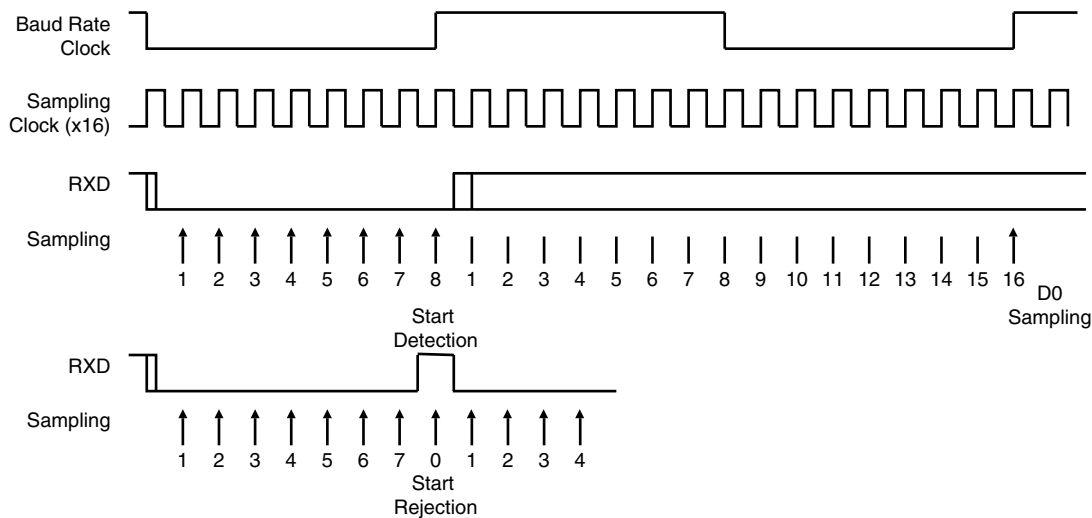 Baud Rate
Clock
Sampling
Clock (x16)
RXD
Sampling
1 2 3 4 5 6 7 8 1 2 3 4 5 6 7 8 9 10 11 12 13 14 15 16
D0
Sampling
Start
Detection
RXD
Sampling
1 2 3 4 5 6 7 0 1 2 3 4
Start
Rejection